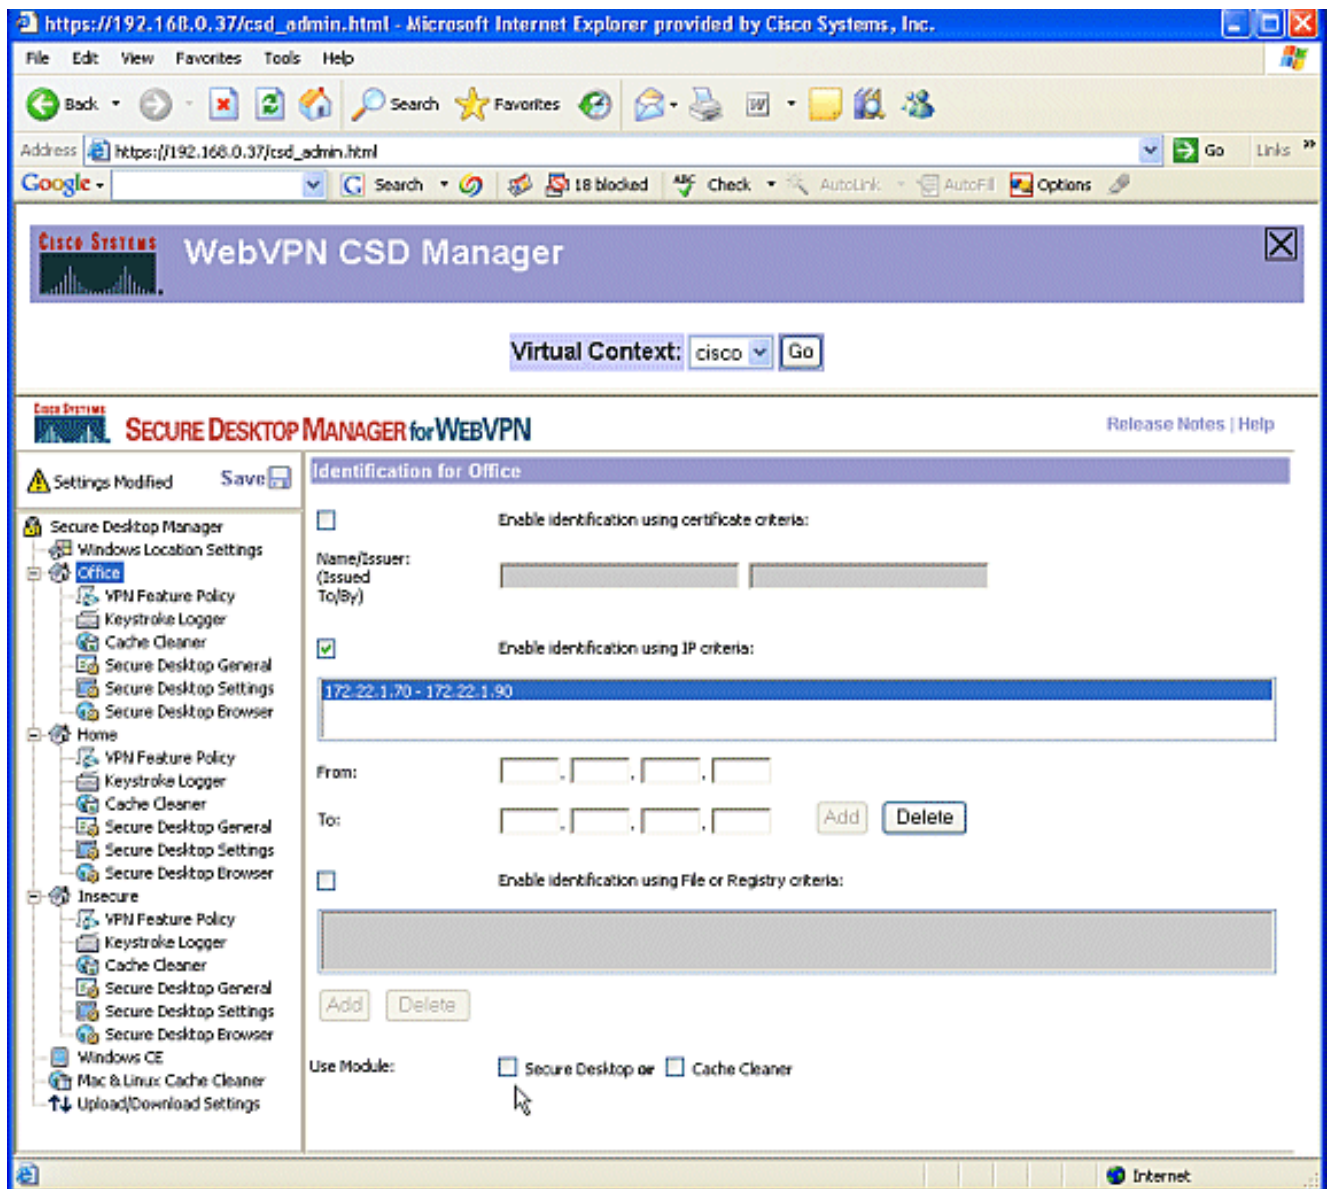 https://192.168.0.37/csd_admin.html - Microsoft Internet Explorer provided by Cisco Systems, Inc.
File Edit View Favorites Tools Help
Back Search Favorites
Address https://192.168.0.37/csd_admin.html Go Links »
Google Search 18 blocked ABC Check AutoLink AutoFill Options
CISCO SYSTEMS WebVPN CSD Manager
Virtual Context: cisco Go
CISCO SYSTEMS SECURE DESKTOP MANAGER for WEBVPN
Release Notes | Help
Settings Modified Save
Secure Desktop Manager
Windows Location Settings
Office
VPN Feature Policy
Keystroke Logger
Cache Cleaner
Secure Desktop General
Secure Desktop Settings
Secure Desktop Browser
Home
VPN Feature Policy
Keystroke Logger
Cache Cleaner
Secure Desktop General
Secure Desktop Settings
Secure Desktop Browser
Insecure
VPN Feature Policy
Keystroke Logger
Cache Cleaner
Secure Desktop General
Secure Desktop Settings
Secure Desktop Browser
Windows CE
Mac & Linux Cache Cleaner
Upload/Download Settings
Identification for Office
Enable identification using certificate criteria:
Name/Issuer:
(Issued
To/By)
Enable identification using IP criteria:
172.22.1.70 - 172.22.1.90
From: . . .
To: . . . Add Delete
Enable identification using File or Registry criteria:
Add Delete
Use Module: Secure Desktop or Cache Cleaner
Internet